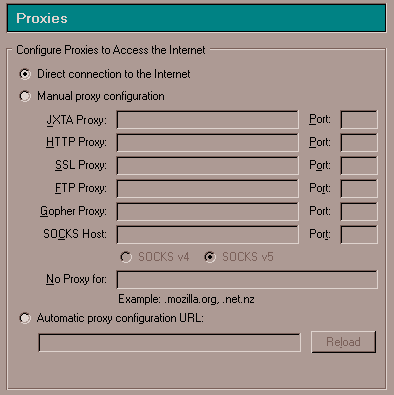 Proxies
Configure Proxies to Access the Internet
Direct connection to the Internet
Manual proxy configuration
JXTA Proxy: Port:
HTTP Proxy: Port:
SSL Proxy: Port:
FTP Proxy: Port:
Gopher Proxy: Port:
SOCKS Host: Port:
SOCKS v4 SOCKS v5
No Proxy for:
Example: .mozilla.org, .net.nz
Automatic proxy configuration URL:
Reload